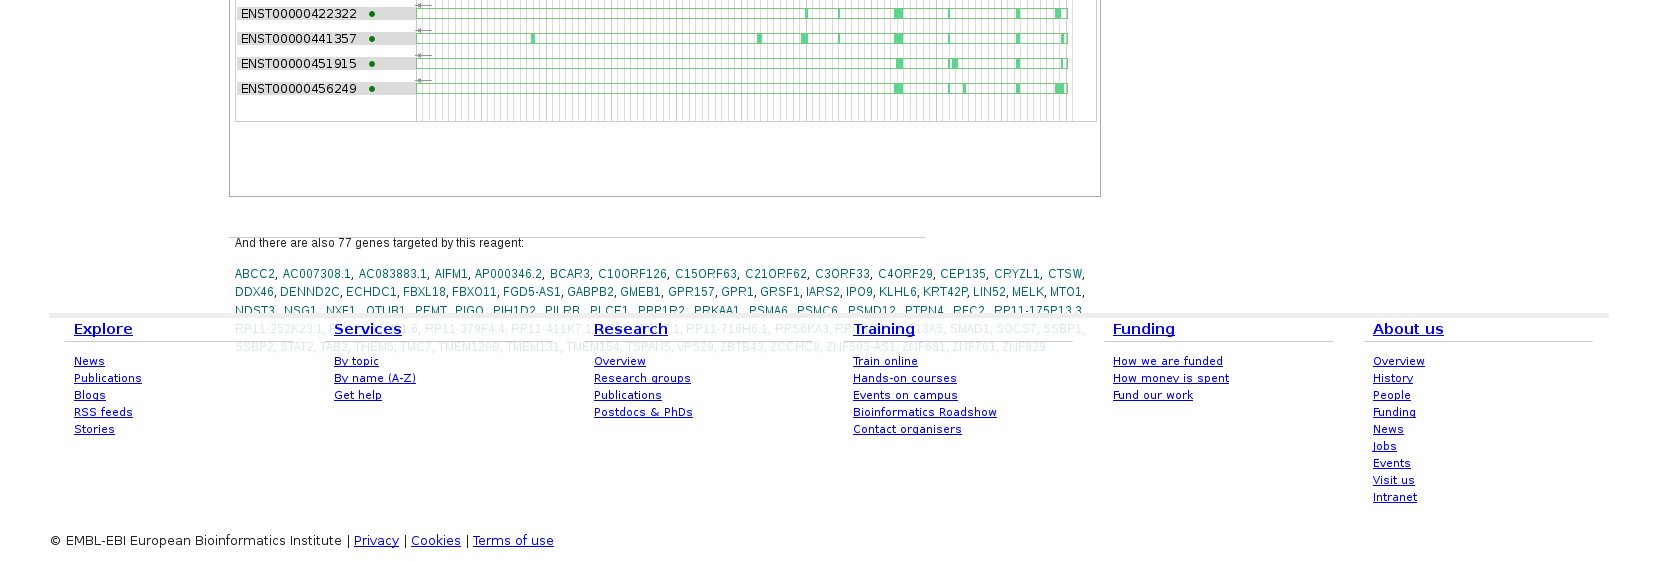 ENST00000422322
ENST00000441357
ENST00000451915
ENST00000456249
And there are also 77 genes targeted by this reagent:
ABCC2, AC007308.1, AC083883.1, AIFM1, AP000346.2, BCAR3, C10ORF126, C15ORF63, C21ORF62, C3ORF33, C4ORF29, CEP135, CRYZL1, CTSW,
DDX46, DENND2C, ECHDC1, FBXL18, FBXO11, FGD5-AS1, GABPB2, GMEB1, GPR157, GPR1, GRSF1, IARS2, IPO9, KLHL6, KRT42P, LIN52, MELK, MTO1,
NDST3, NSG1, NXF1, OTUB1, PEMT, PIGO, PIH1D2, PILRB, PLCE1, PPP1R2, PRKAA1, PSMA6, PSMC6, PSMD12, PTPN4, RFC2, RP11-175P13.3,
RP11-252K23.1, RP11-379F4.4, RP11-411K7.1, RP11-716H6.1, RPS6KA3, SMAD1, SOCS7, SSBP1,
SSBP2, STAT2, TAB2, THEM5, TMC7, TMEM120B, TMEM131, TMEM154, TSPAN5, VPS29, ZBTB43, ZCCHC8, ZNF503-AS1, ZNF681, ZNF761, ZNF829
Explore
News
Publications
Blogs
RSS feeds
Stories
Services
By topic
By name (A-Z)
Get help
Research
Overview
Research groups
Publications
Postdocs & PhDs
Training
Train online
Hands-on courses
Events on campus
Bioinformatics Roadshow
Contact organisers
Funding
How we are funded
How money is spent
Fund our work
About us
Overview
History
People
Funding
News
Jobs
Events
Visit us
Intranet
© EMBL-EBI European Bioinformatics Institute | Privacy | Cookies | Terms of use